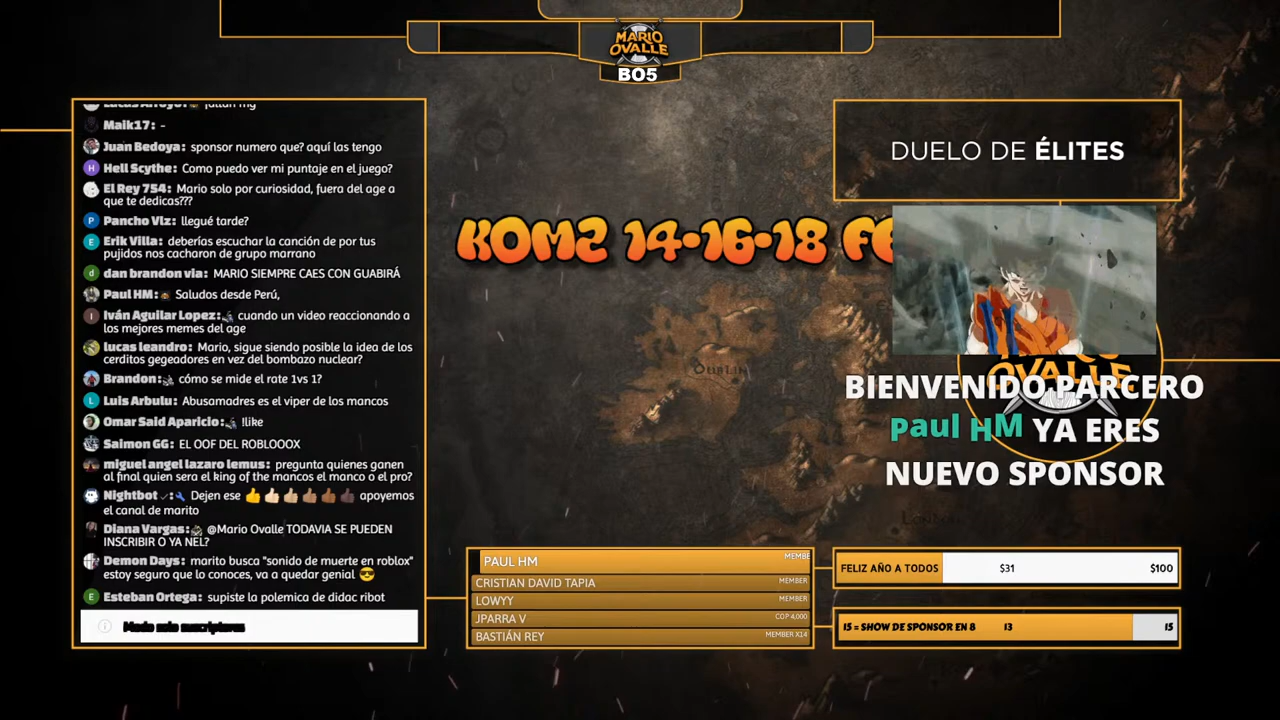 MARIO
OVALLE
BO5
Maik17: -
Juan Bedoya: sponsor numero que? aquí las tengo
Hell Scythe: Como puedo ver mi puntaje en el juego?
El Rey 754: Mario solo por curiosidad, fuera del age a
que te dedicas???
Pancho Vlz: llegué tarde?
Erik Villa: deberías escuchar la canción de por tus
pujidos nos cacharon de grupo marrano
dan brandon via: MARIO SIEMPRE CAES CON GUABIRÁ
Paul HM: Saludos desde Perú,
Iván Aguilar Lopez: cuando un video reaccionando a
los mejores memes del age
lucas leandro: Mario, sigue siendo posible la idea de los
cerditos gegeadores en vez del bombazo nuclear?
Brandon: cómo se mide el rate 1vs 1?
Luis Arbulu: Abusamadres es el viper de los mancos
Omar Said Aparicio: !like
Saimon GG: EL OOF DEL ROBLOOOX
miguel angel lazaro lemus: pregunta quienes ganen
al final quien sera el king of the mancos el manco o el pro?
Nightbot: Dejen ese 👍👍🏻👍🏼👍🏽👍🏾👍🏿 apoyemos
el canal de marito
Diana Vargas: @Mario Ovalle TODAVIA SE PUEDEN
INSCRIBIR O YA NEL?
Demon Days: marito busca "sonido de muerte en roblox"
estoy seguro que lo conoces, va a quedar genial 😎
Esteban Ortega: supiste la polemica de didac ribot
Modo solo suscriptores
KOM2 14•16•18 FE
DUELO DE ÉLITES
OVALLE
BIENVENIDO PARCERO
Paul HM YA ERES
NUEVO SPONSOR
DUBLIN
PAUL HM MEMBE
CRISTIAN DAVID TAPIA MEMBER
LOWYY MEMBER
JPARRA V COP 4,000
BASTIÁN REY MEMBER X14
FELIZ AÑO A TODOS $31 $100
15 = SHOW DE SPONSOR EN 8 13 15